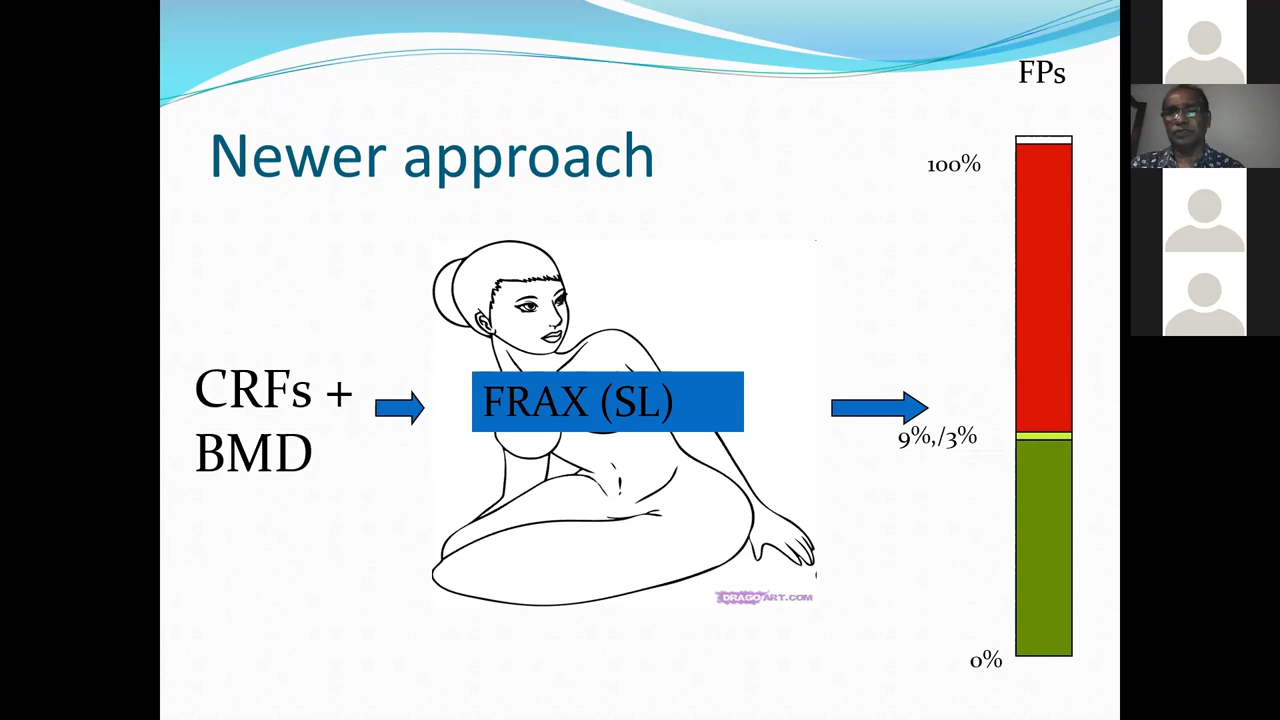 FPs
Newer approach
100%
CRFs +
BMD
FRAX (SL)
9%,/3%
DRAGOART.COM
0%